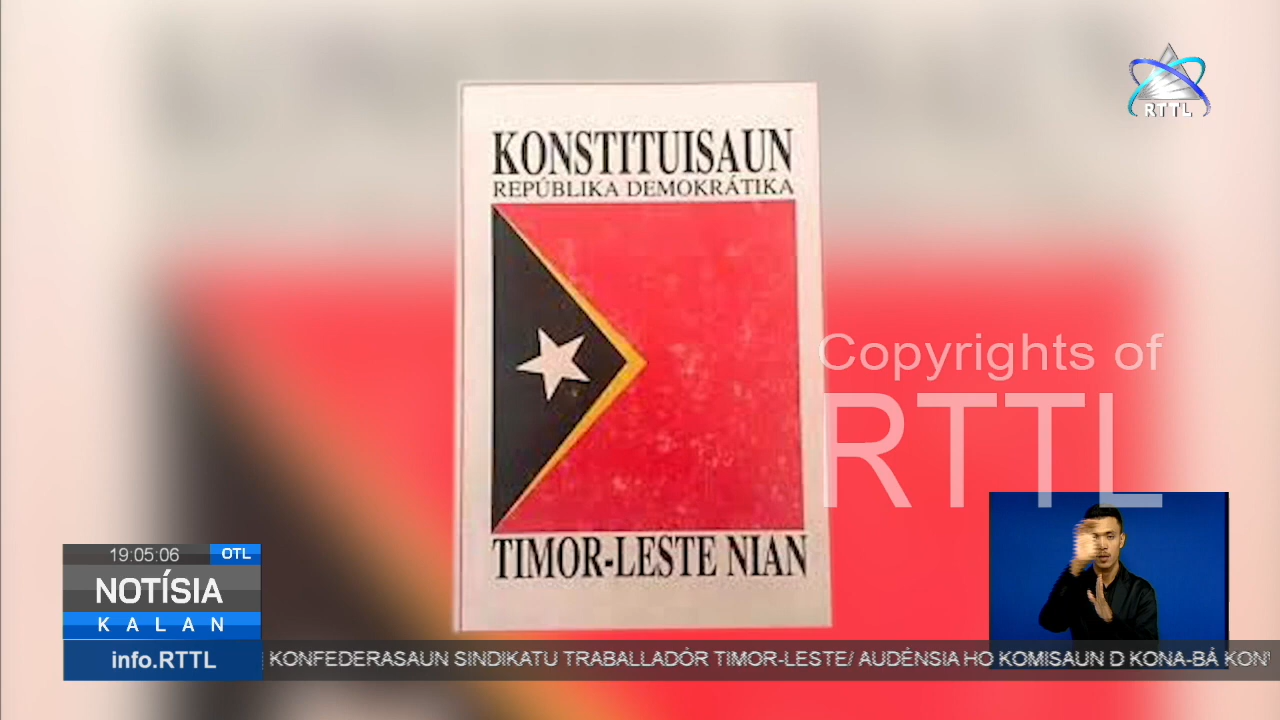 RTTL
KONSTITUISAUN
REPÚBLIKA DEMOKRÁTIKA
TIMOR-LESTE NIAN
Copyrights of
RTTL
19:05:06 OTL
NOTÍSIA
KALAN
info.RTTL
KONFEDERASAUN SINDIKATU TRABALLADÓR TIMOR-LESTE/ AUDÉNSIA HO KOMISAUN D KONA-BÁ